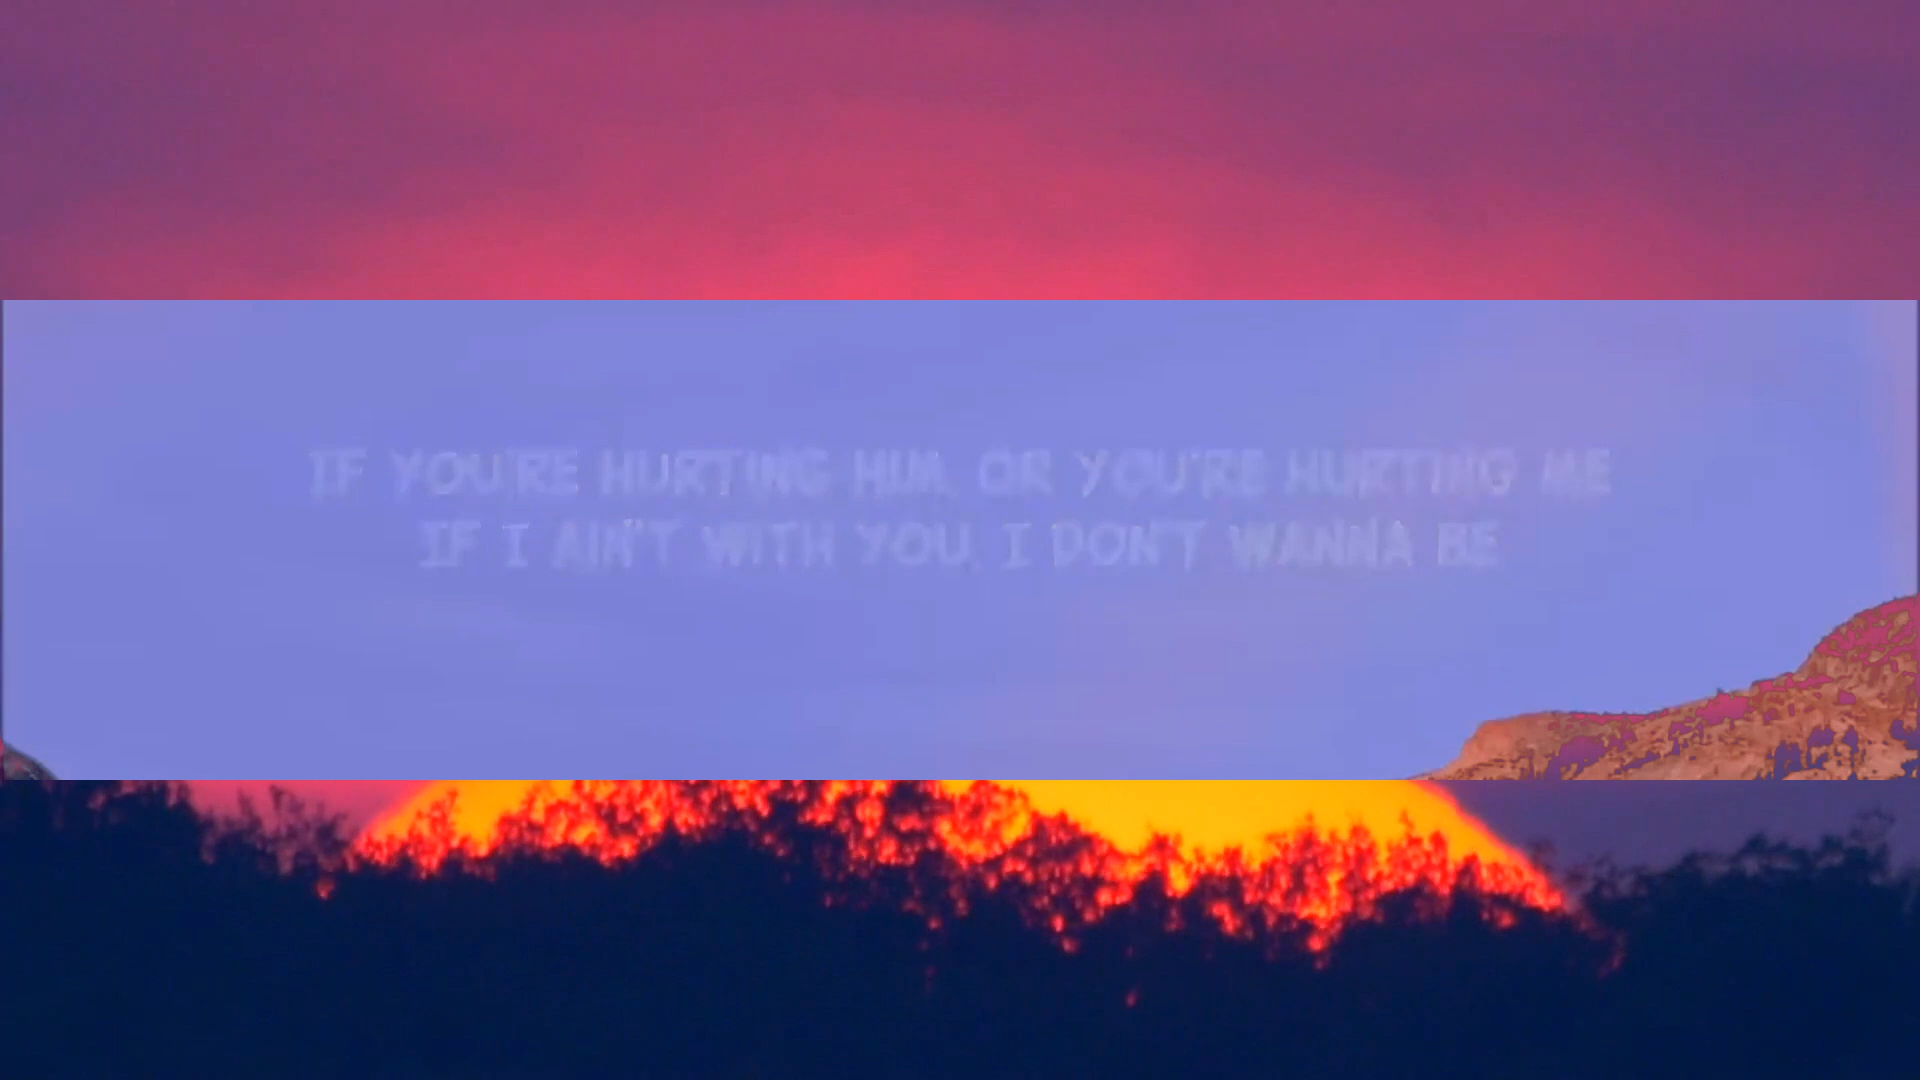 IF YOU'RE HURTING HIM, OR YOU'RE HURTING ME
IF I AIN'T WITH YOU, I DON'T WANNA BE